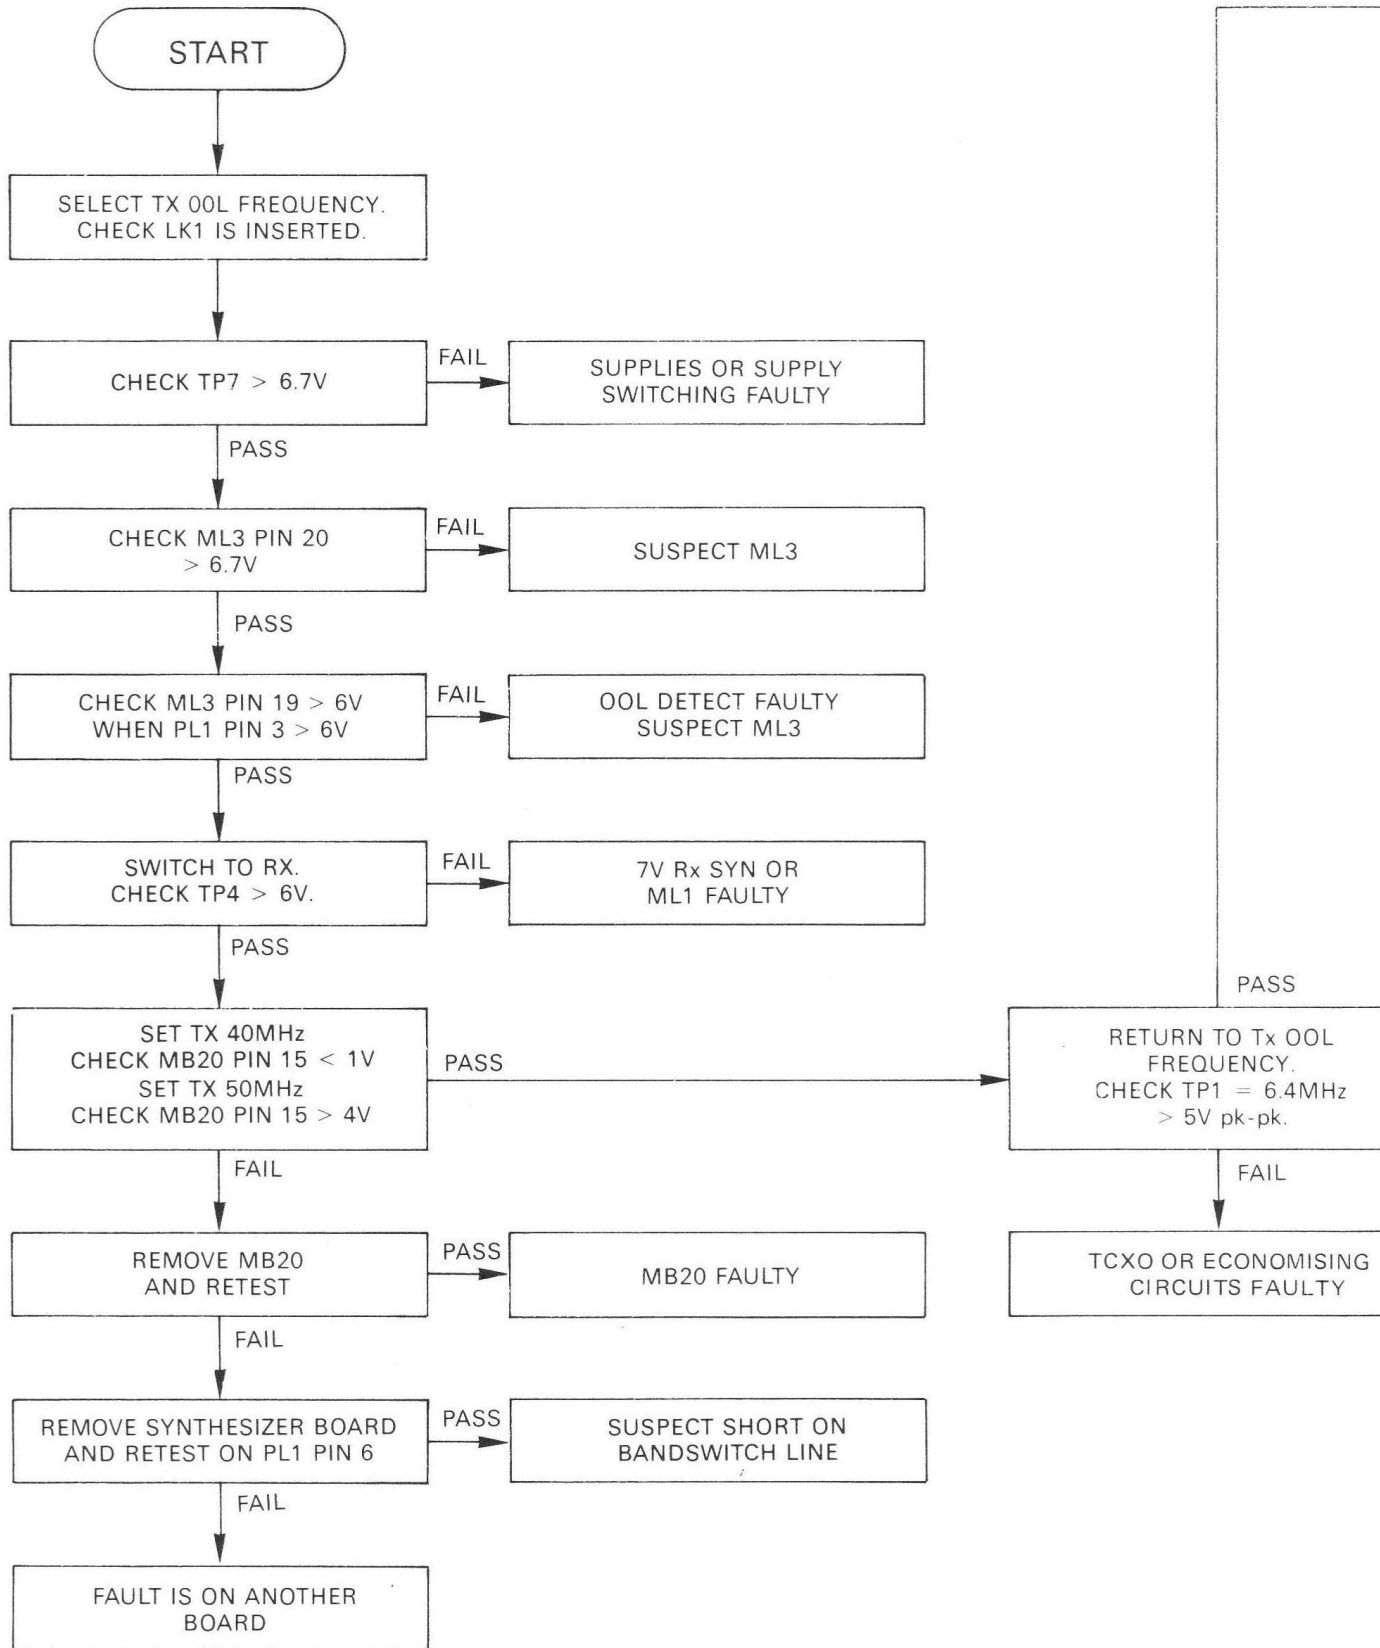 START
SELECT TX OOL FREQUENCY.
CHECK LK1 IS INSERTED.
CHECK TP7 > 6.7V
FAIL
SUPPLIES OR SUPPLY
SWITCHING FAULTY
PASS
CHECK ML3 PIN 20
> 6.7V
FAIL
SUSPECT ML3
PASS
CHECK ML3 PIN 19 > 6V
WHEN PL1 PIN 3 > 6V
FAIL
OOL DETECT FAULTY
SUSPECT ML3
PASS
SWITCH TO RX.
CHECK TP4 > 6V.
FAIL
7V Rx SYN OR
ML1 FAULTY
PASS
SET TX 40MHz
CHECK MB20 PIN 15 < 1V
SET TX 50MHz
CHECK MB20 PIN 15 > 4V
PASS
PASS
RETURN TO Tx OOL
FREQUENCY.
CHECK TP1 = 6.4MHz
> 5V pk-pk.
FAIL
TCXO OR ECONOMISING
CIRCUITS FAULTY
FAIL
REMOVE MB20
AND RETEST
PASS
MB20 FAULTY
FAIL
REMOVE SYNTHESIZER BOARD
AND RETEST ON PL1 PIN 6
PASS
SUSPECT SHORT ON
BANDSWITCH LINE
FAIL
FAULT IS ON ANOTHER
BOARD